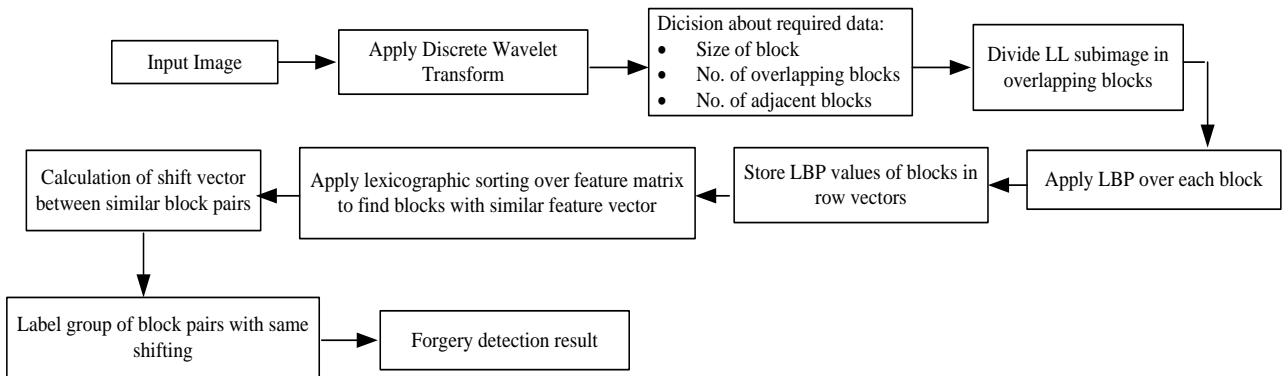 Input Image
Apply Discrete Wavelet
Transform
Dicision about required data:
• Size of block
• No. of overlapping blocks
• No. of adjacent blocks
Divide LL subimage in
overlapping blocks
Apply LBP over each block
Store LBP values of blocks in
row vectors
Apply lexicographic sorting over feature matrix
to find blocks with similar feature vector
Calculation of shift vector
between similar block pairs
Label group of block pairs with same
shifting
Forgery detection result